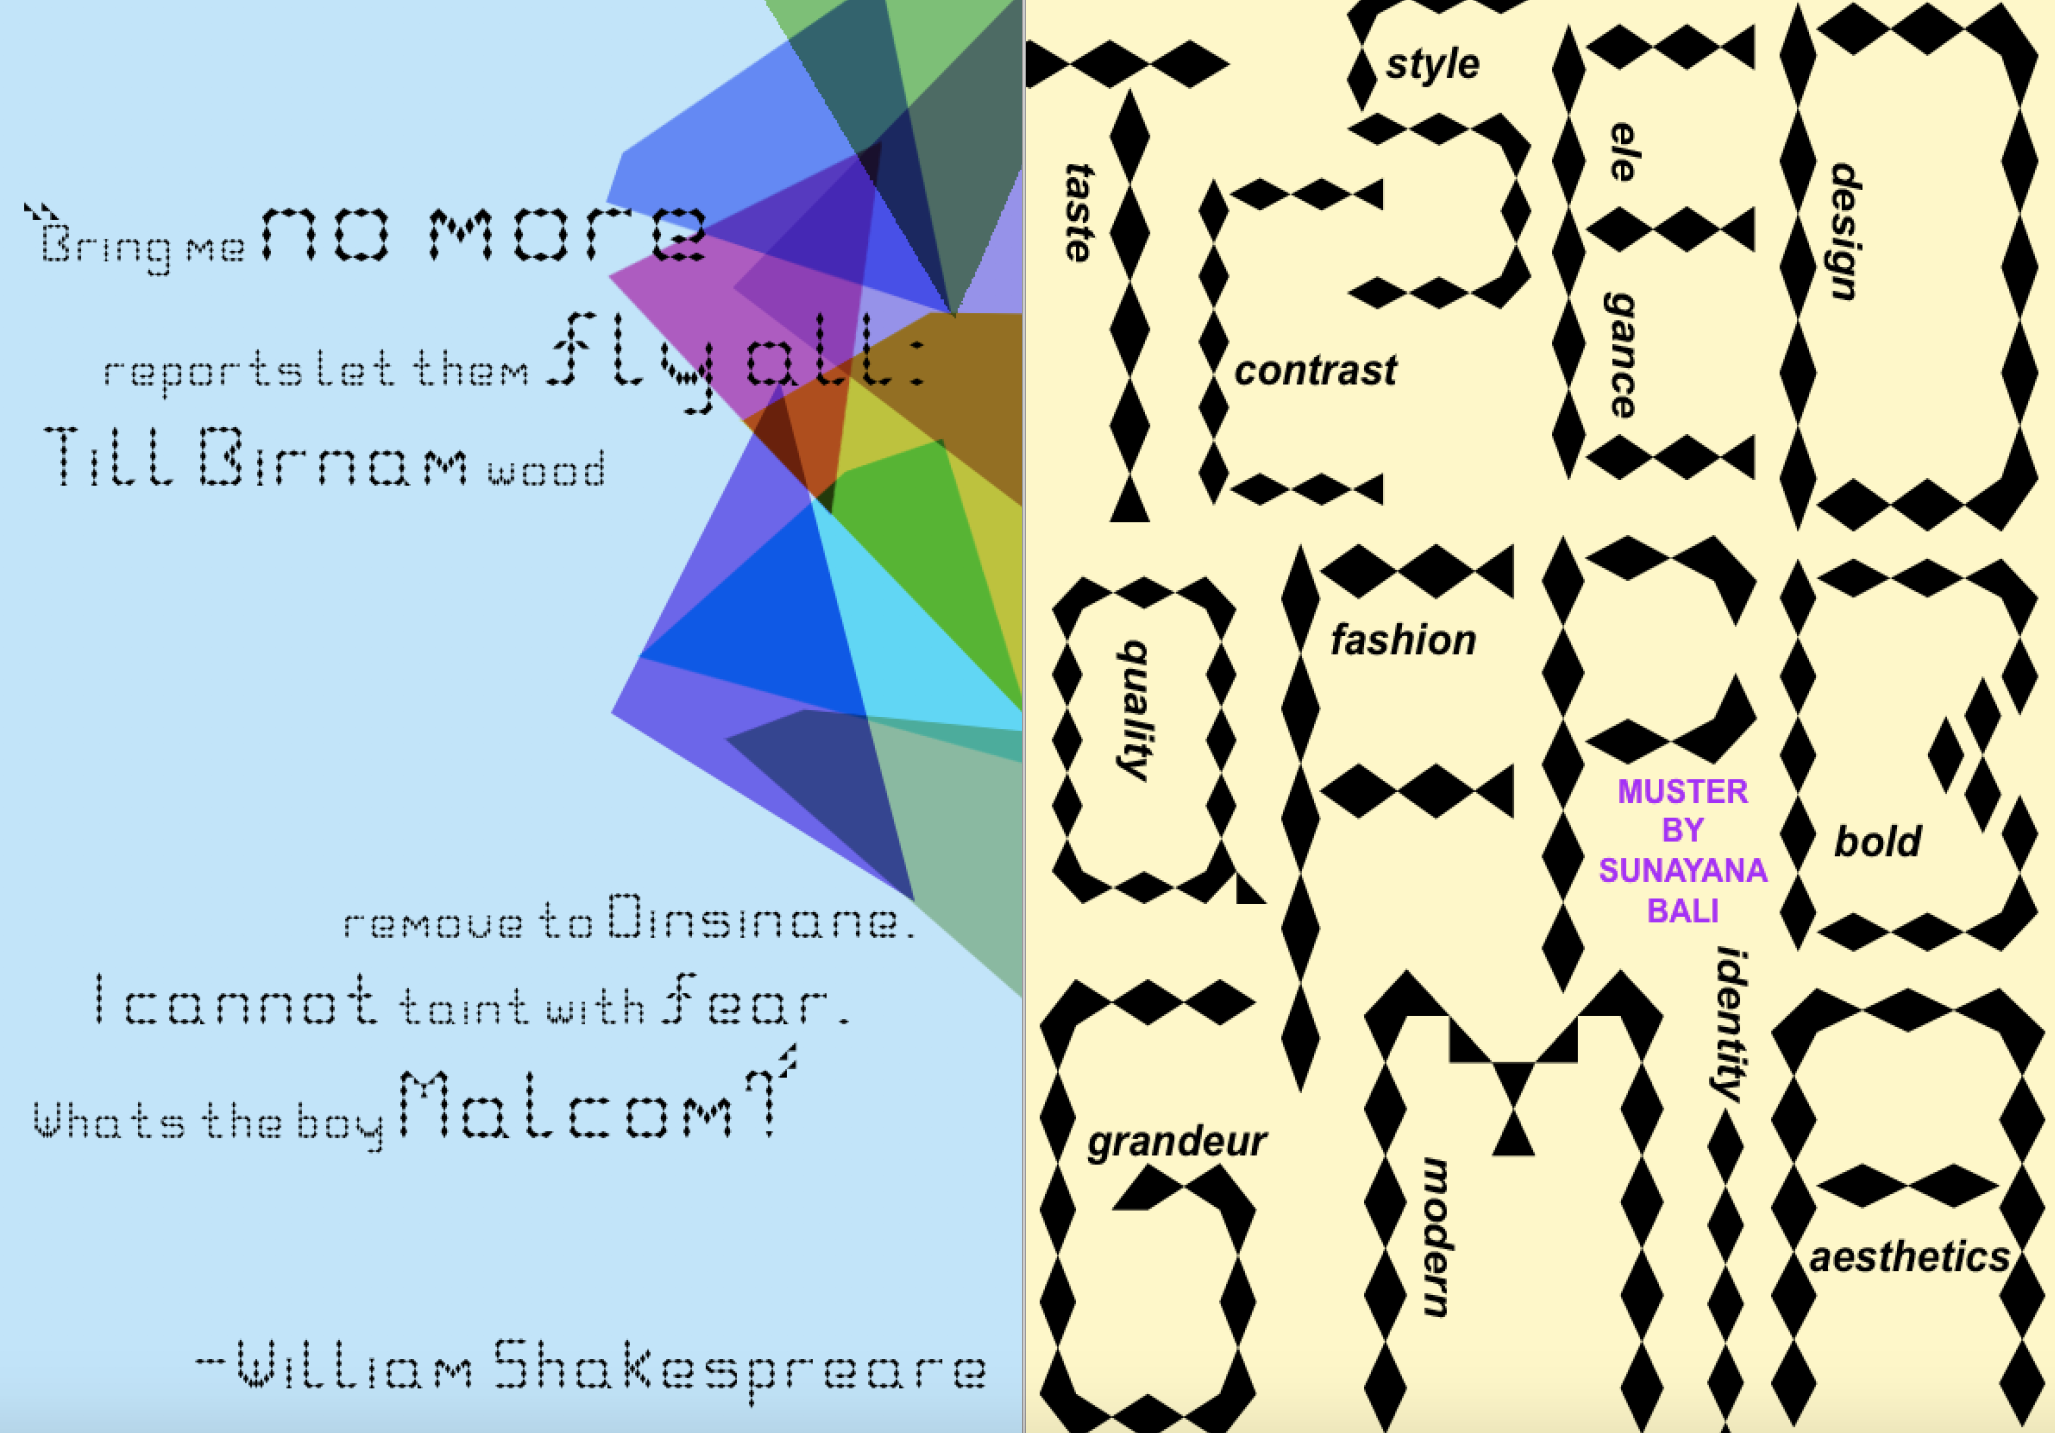 "Bring me no more
reports let them fly all:
Till Birnam wood
remove to Dinsinane.
I cannot taint with fear.
Whats the boy Malcom?"
-William Shakespreare
T
taste
S
style
C
contrast
E
ele
gance
D
design
Q
quality
F
fashion
P
MUSTER
BY
SUNAYANA
BALI
B
bold
G
grandeur
M
modern
I
identity
A
aesthetics